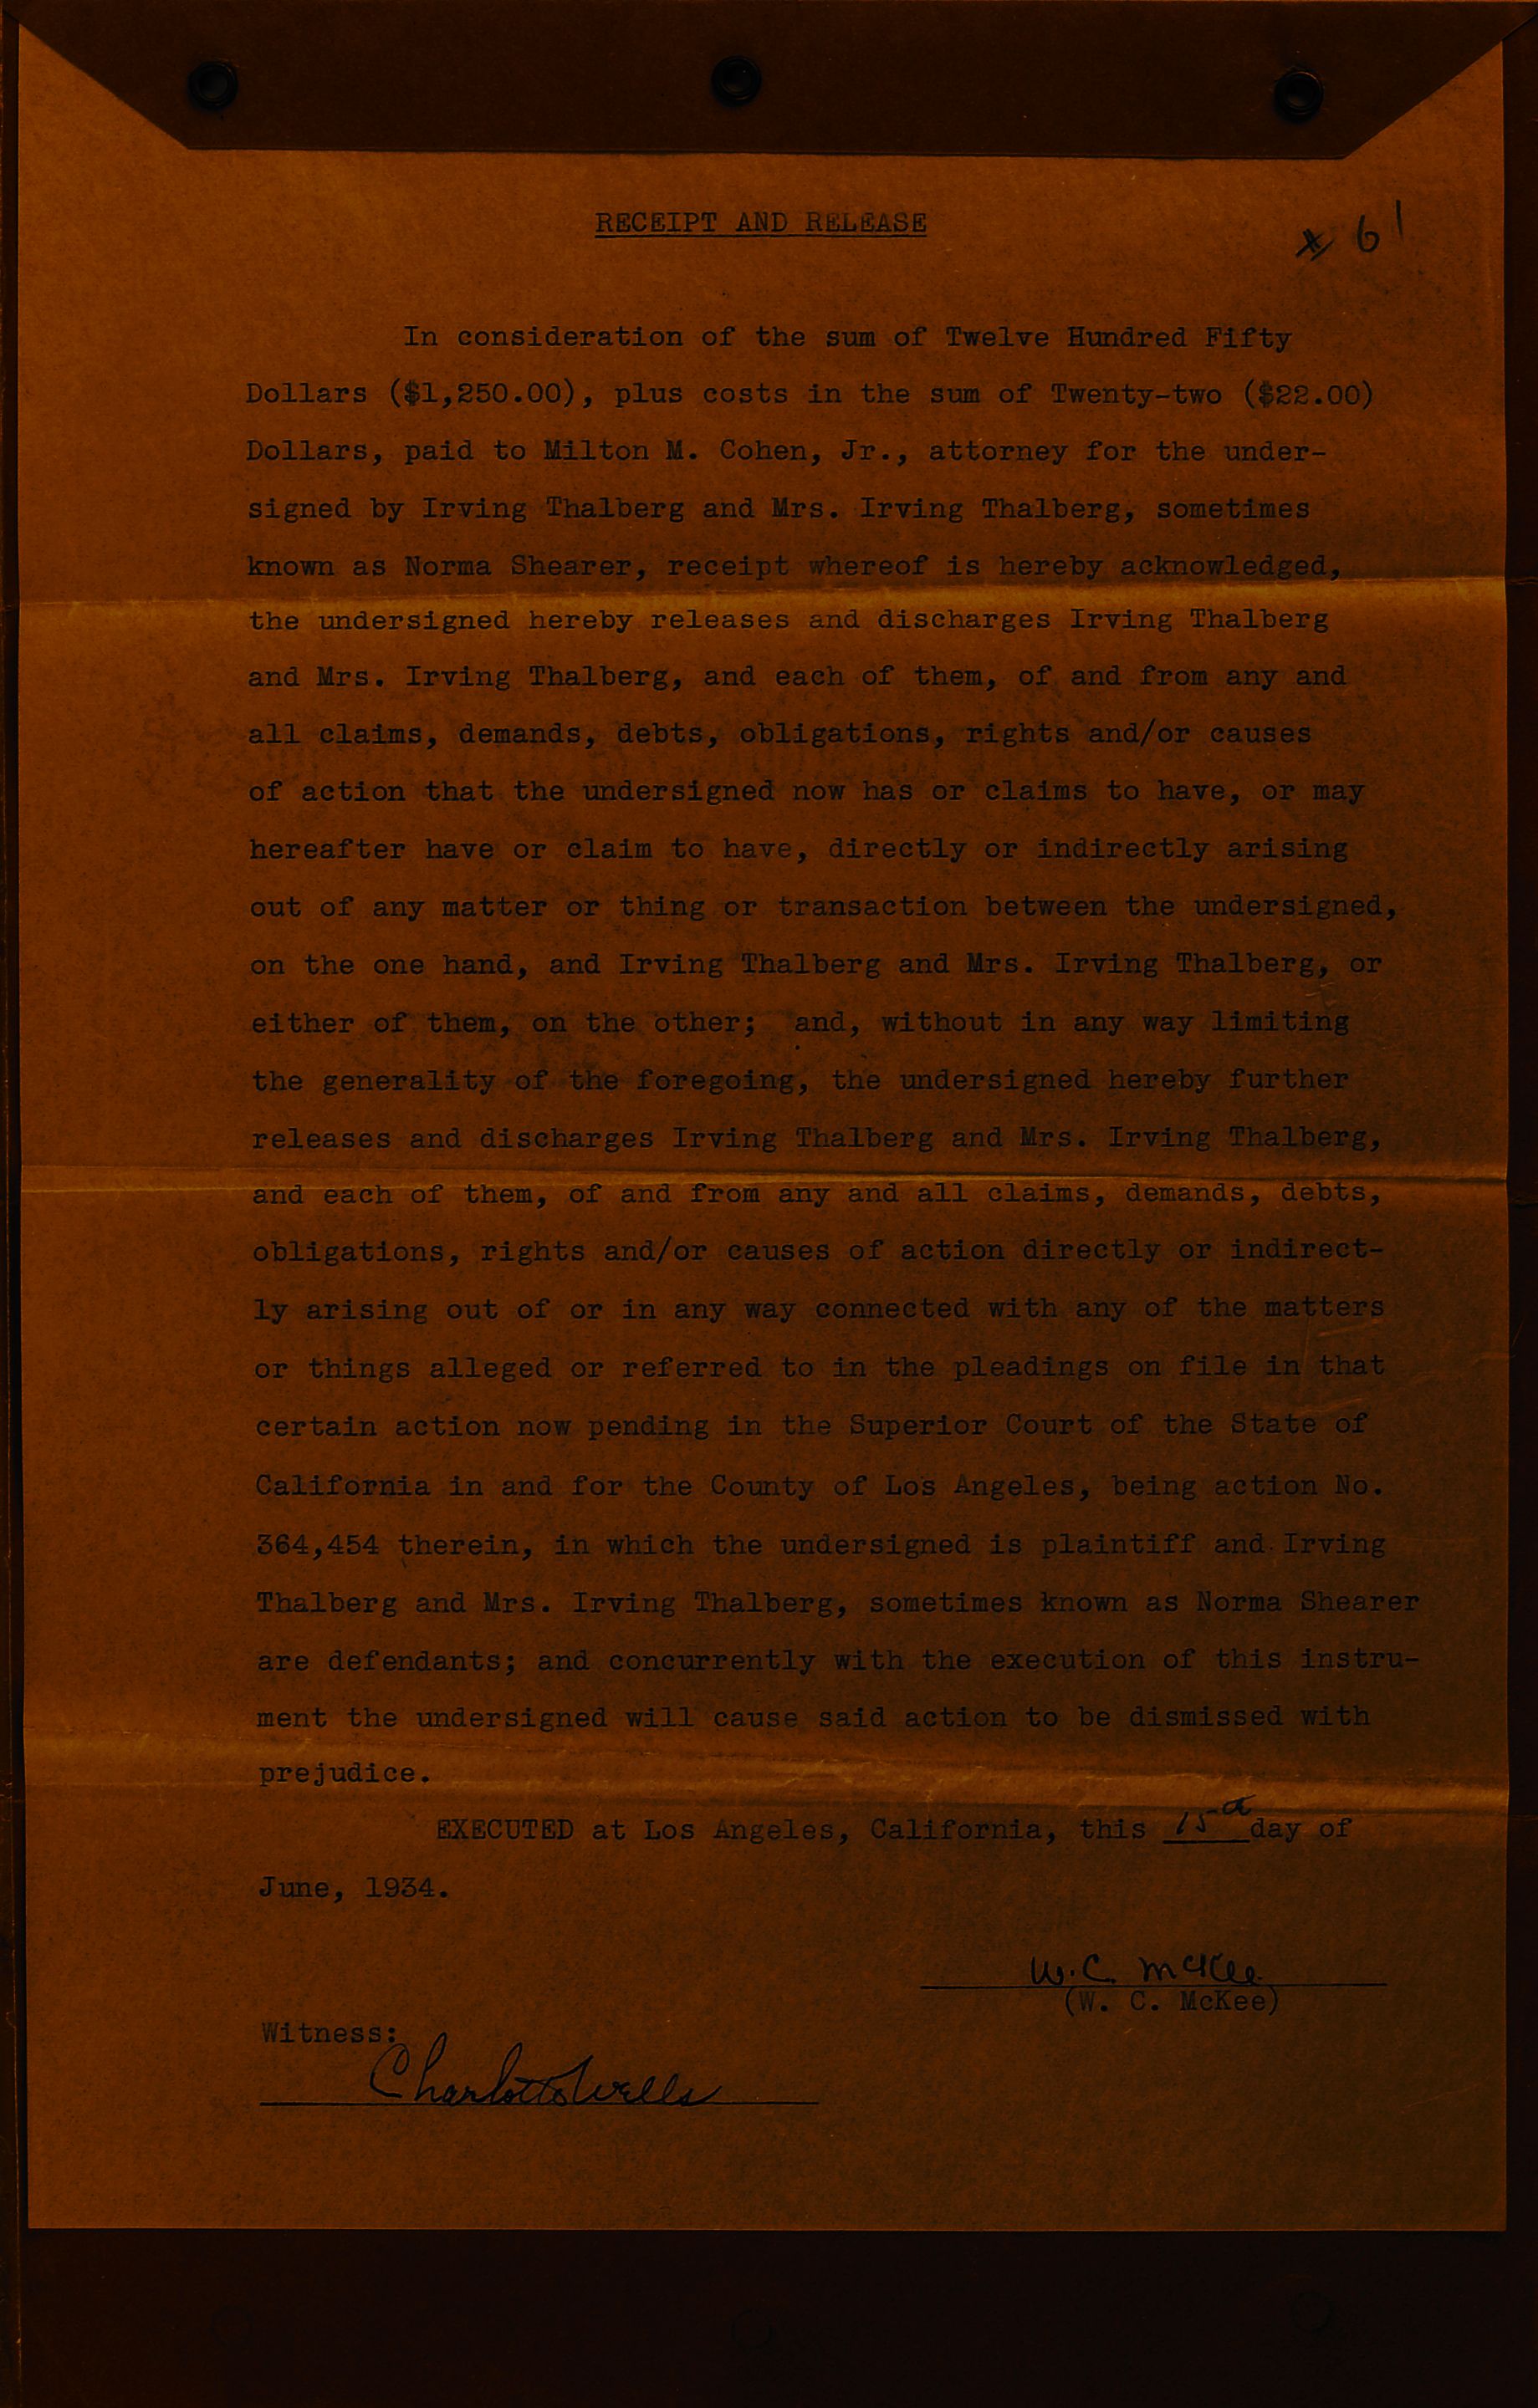 RECEIPT AND RELEASE
61
In consideration of the sum of Twelve Hundred Fifty
Dollars ($1,250.00), plus costs in the sum of Twenty-two ($22.00)
Dollars, paid to Milton M. Cohen, Jr., attorney for the under-
signed by Irving Thalberg and Mrs. Irving Thalberg, sometimes
known as Norma Shearer, receipt whereof is hereby acknowledged,
the undersigned hereby releases and discharges Irving Thalberg
and Mrs. Irving Thalberg, and each of them, of and from any and
all claims, demands, debts, obligations, rights and/or causes
of action that the undersigned now has or claims to have, or may
hereafter have or claim to have, directly or indirectly arising
out of any matter or thing or transaction between the undersigned,
on the one hand, and Irving Thalberg and Mrs. Irving Thalberg, or
either of them, on the other; and, without in any way limiting
the generality of the foregoing, the undersigned hereby further
releases and discharges Irving Thalberg and Mrs. Irving Thalberg,
and each of them, of and from any and all claims, demands, debts,
obligations, rights and/or causes of action directly or indirect-
ly arising out of or in any way connected with any of the matters
or things alleged or referred to in the pleadings on file in that
certain action now pending in the Superior Court of the State of
California in and for the County of Los Angeles, being action No.
364,454 therein, in which the undersigned is plaintiff and Irving
Thalberg and Mrs. Irving Thalberg, sometimes known as Norma Shearer
are defendants; and concurrently with the execution of this instru-
ment the undersigned will cause said action to be dismissed with
prejudice.
EXECUTED at Los Angeles, California, this 15 day of
June, 1934.
W. C. McKee
(W. C. McKee)
Witness:
Charlotte Wells